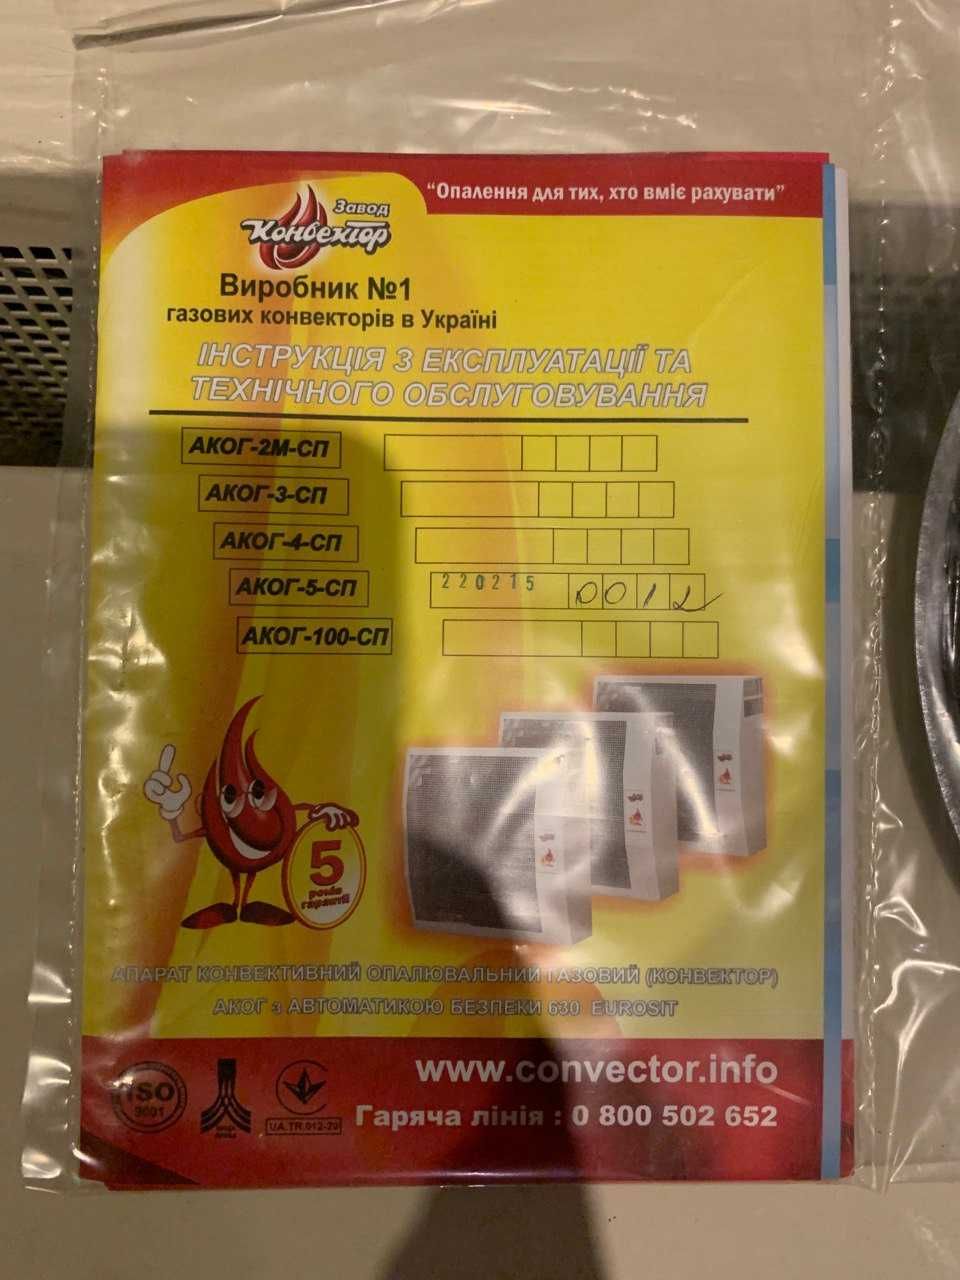 "Опалення для тих, хто вміє рахувати"
Завод
Конвектор
Виробник №1
газових конвекторів в Україні
ІНСТРУКЦІЯ З ЕКСПЛУАТАЦІЇ ТА
ТЕХНІЧНОГО ОБСЛУГОВУВАННЯ
АКОГ-2М-СП
АКОГ-3-СП
АКОГ-4-СП
АКОГ-5-СП 220215 0012
АКОГ-100-СП
5
років
гарантії
АПАРАТ КОНВЕКТИВНИЙ ОПАЛЮВАЛЬНИЙ ГАЗОВИЙ (КОНВЕКТОР)
АКОГ з АВТОМАТИКОЮ БЕЗПЕКИ 630 EUROSIT
www.convector.info
ISO
9001
UA.TR.012-20
Гаряча лінія : 0 800 502 652